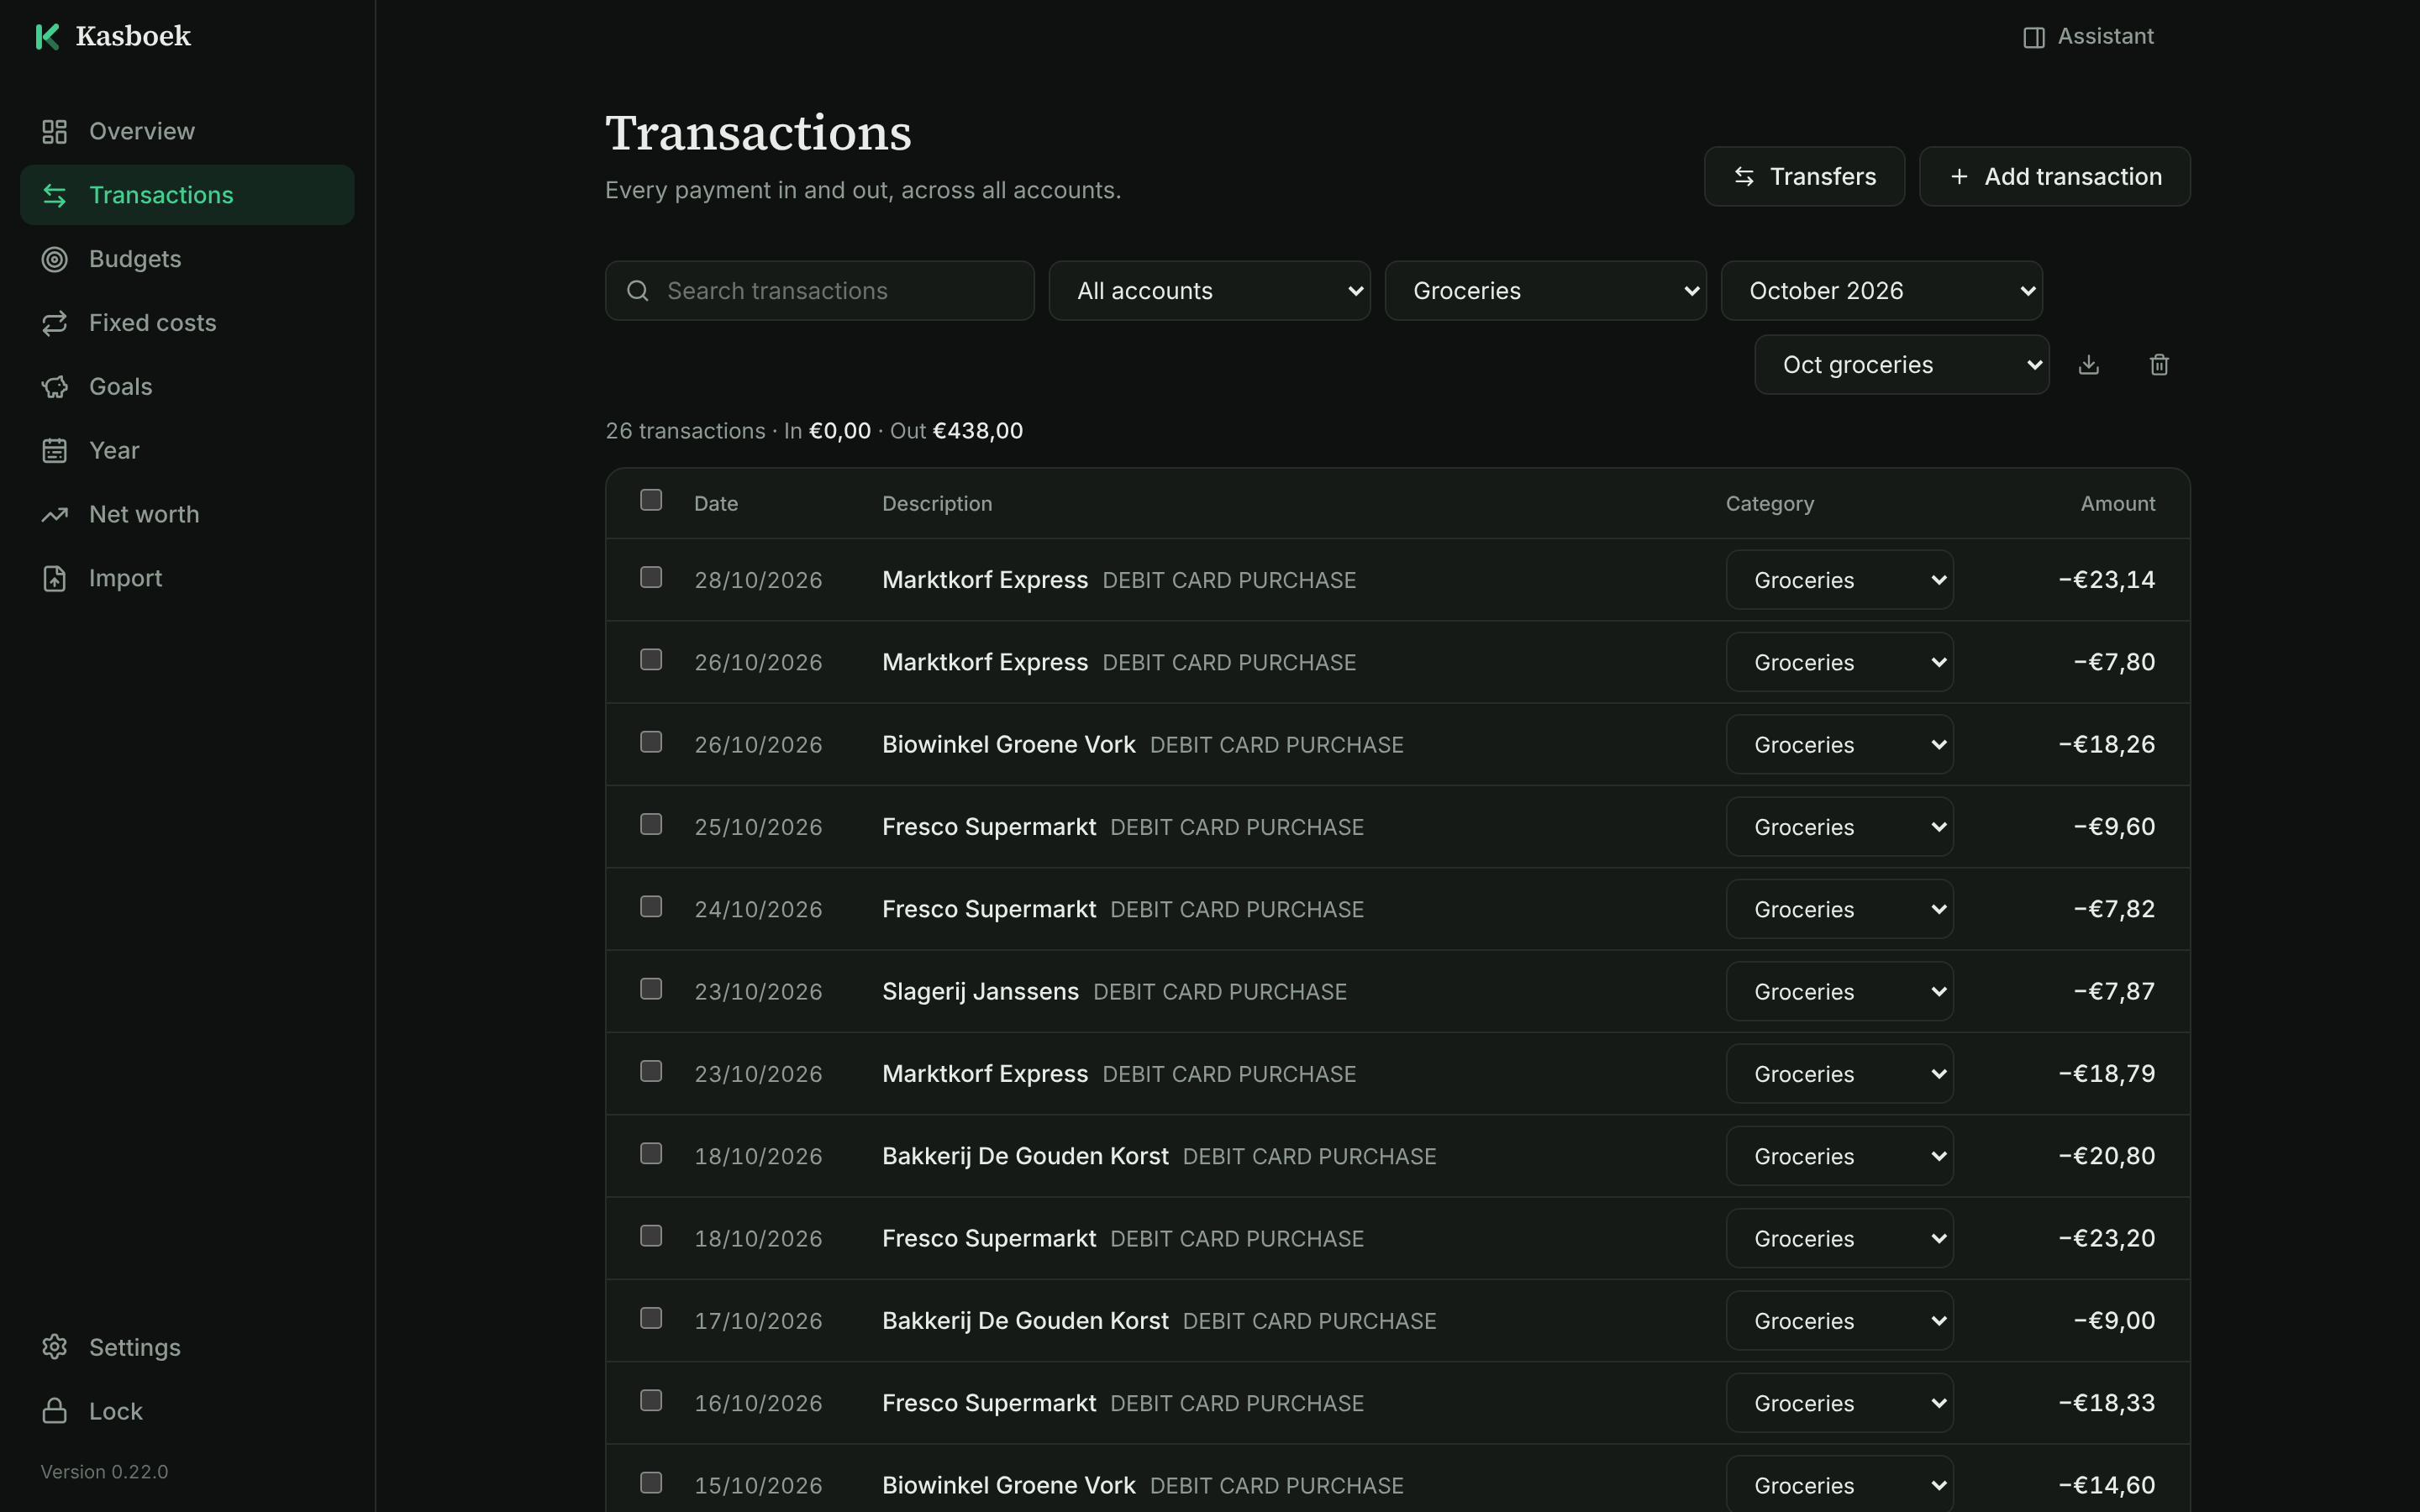 Kasboek
Assistant
Overview
Transactions
Budgets
Fixed costs
Goals
Year
Net worth
Import
Settings
Lock
Version 0.22.0
Transactions
Every payment in and out, across all accounts.
Transfers
Add transaction
Search transactions
All accounts
Groceries
October 2026
Oct groceries
26 transactions · In €0,00 · Out €438,00
Date Description Category Amount
28/10/2026 Marktkorf Express DEBIT CARD PURCHASE Groceries −€23,14
26/10/2026 Marktkorf Express DEBIT CARD PURCHASE Groceries −€7,80
26/10/2026 Biowinkel Groene Vork DEBIT CARD PURCHASE Groceries −€18,26
25/10/2026 Fresco Supermarkt DEBIT CARD PURCHASE Groceries −€9,60
24/10/2026 Fresco Supermarkt DEBIT CARD PURCHASE Groceries −€7,82
23/10/2026 Slagerij Janssens DEBIT CARD PURCHASE Groceries −€7,87
23/10/2026 Marktkorf Express DEBIT CARD PURCHASE Groceries −€18,79
18/10/2026 Bakkerij De Gouden Korst DEBIT CARD PURCHASE Groceries −€20,80
18/10/2026 Fresco Supermarkt DEBIT CARD PURCHASE Groceries −€23,20
17/10/2026 Bakkerij De Gouden Korst DEBIT CARD PURCHASE Groceries −€9,00
16/10/2026 Fresco Supermarkt DEBIT CARD PURCHASE Groceries −€18,33
15/10/2026 Biowinkel Groene Vork DEBIT CARD PURCHASE Groceries −€14,60